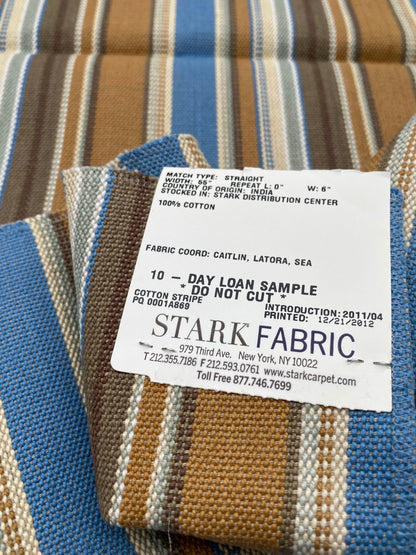 MATCH TYPE: STRAIGHT
WIDTH: 55" REPEAT L: 0" W: 6"
COUNTRY OF ORIGIN: INDIA
STOCKED IN: STARK DISTRIBUTION CENTER
100% COTTON
FABRIC COORD: CAITLIN, LATORA, SEA
10 - DAY LOAN SAMPLE
* DO NOT CUT *
COTTON STRIPE INTRODUCTION: 2011/04
PQ 0001A869 PRINTED: 12/21/2012
STARK FABRIC
979 Third Ave. New York, NY 10022
T 212.355.7186 F 212.593.0761 www.starkcarpet.com
Toll Free 877.746.7699